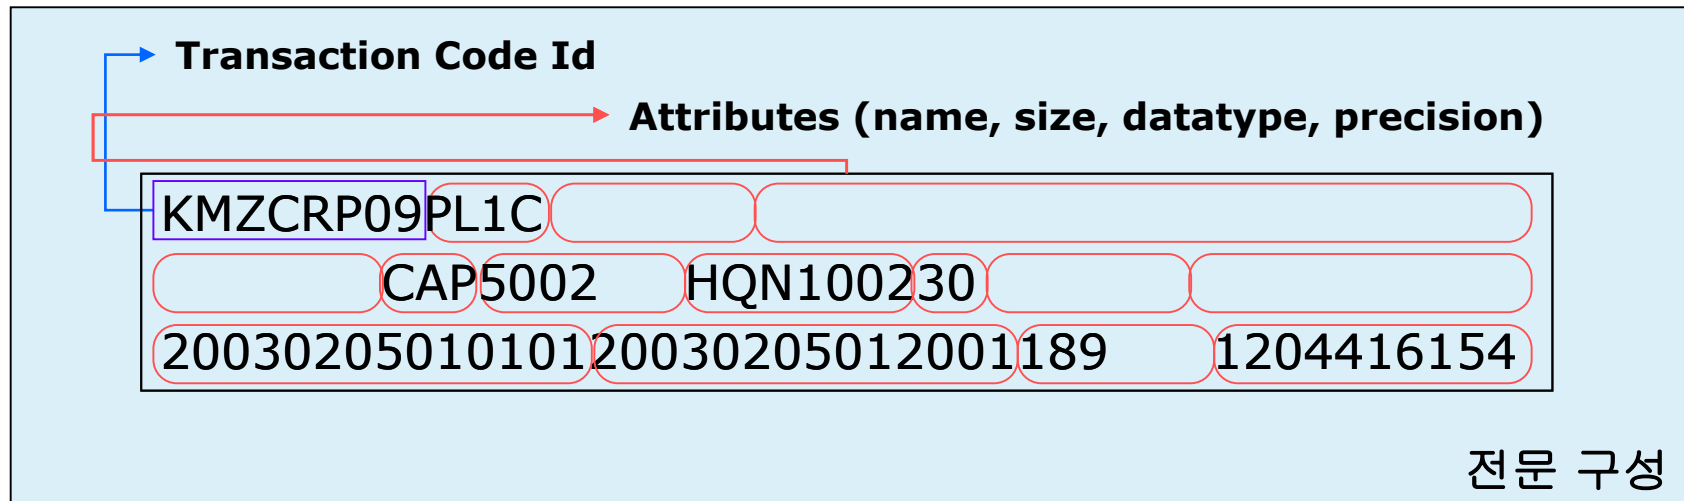 Transaction Code Id
Attributes (name, size, datatype, precision)
KMZCRP09PL1C
CAP5002 HQN100230
2003020501010120030205012001189 1204416154
전문 구성